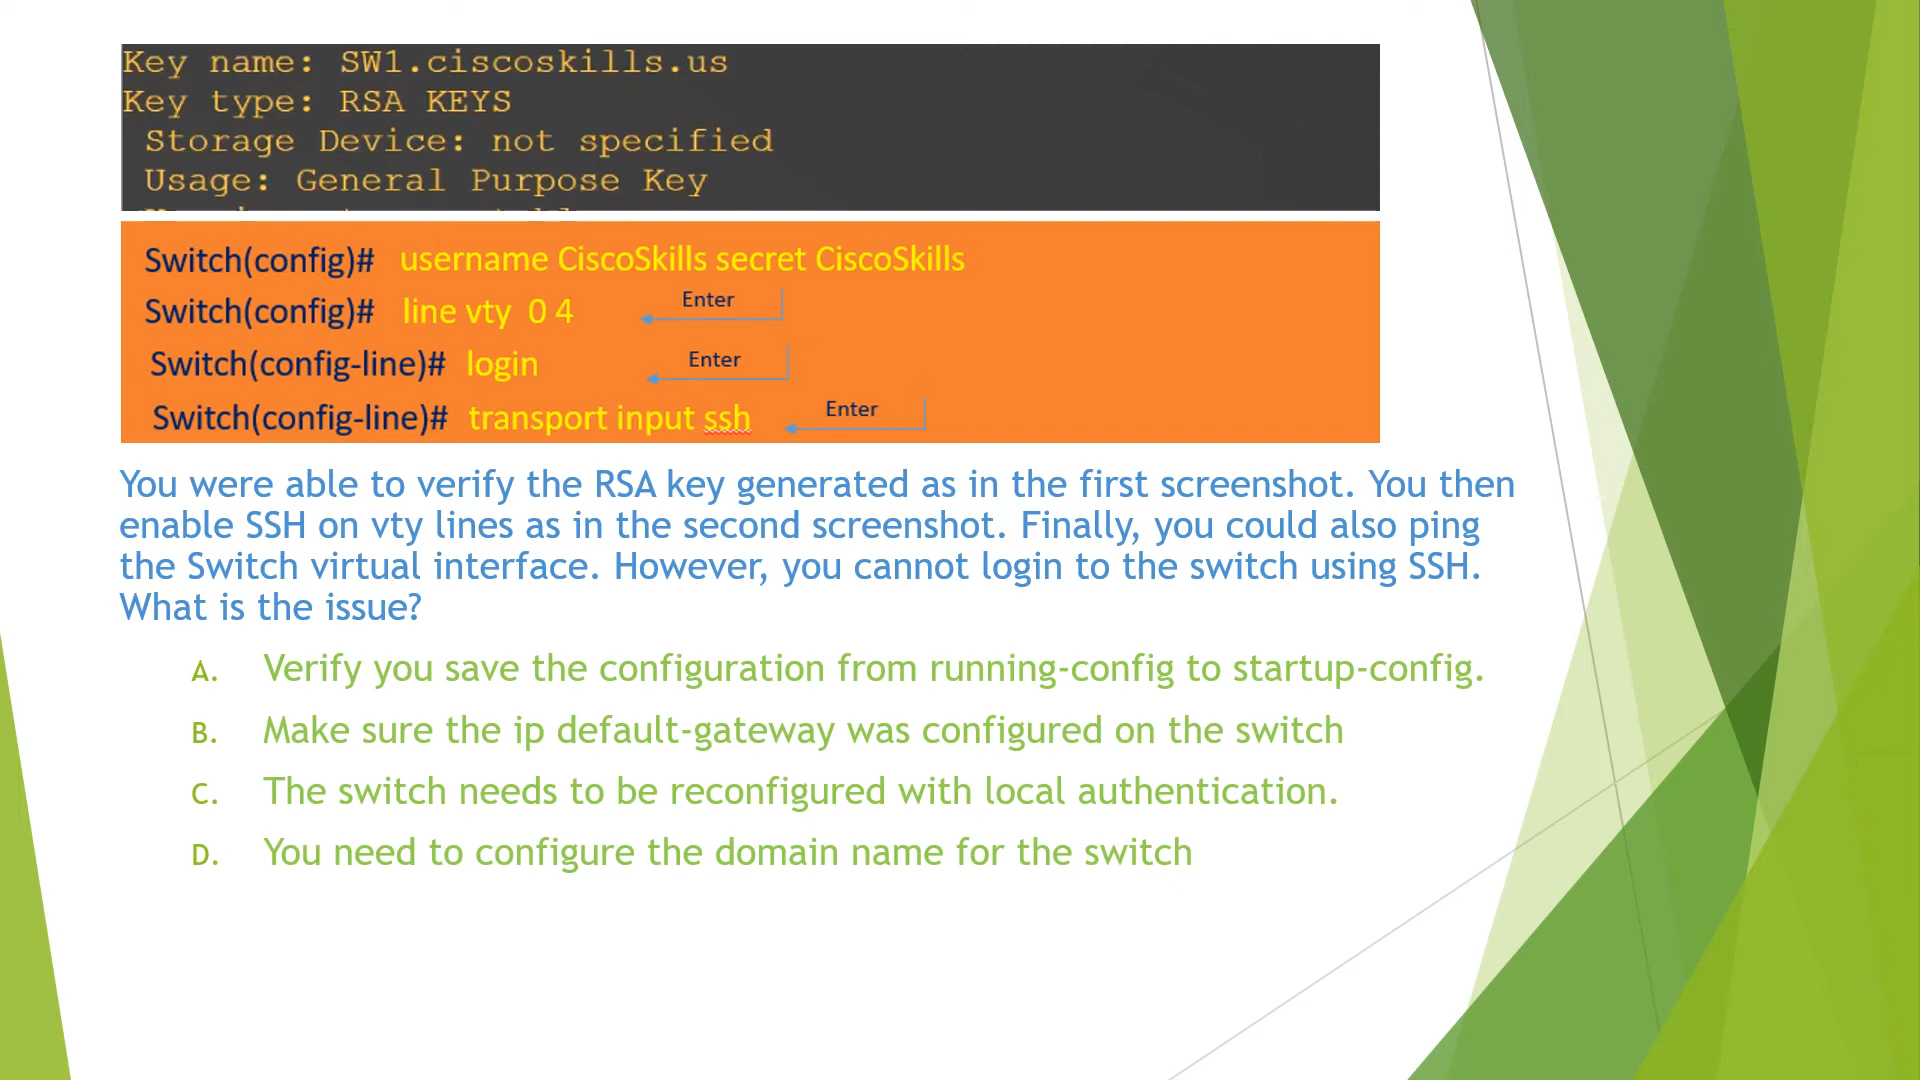 Key name: SW1.ciscoskills.us
Key type: RSA KEYS
Storage Device: not specified
Usage: General Purpose Key
Switch(config)# username CiscoSkills secret CiscoSkills
Switch(config)# line vty 0 4 Enter
Switch(config-line)# login Enter
Switch(config-line)# transport input ssh Enter
You were able to verify the RSA key generated as in the first screenshot. You then
enable SSH on vty lines as in the second screenshot. Finally, you could also ping
the Switch virtual interface. However, you cannot login to the switch using SSH.
What is the issue?
A. Verify you save the configuration from running-config to startup-config.
B. Make sure the ip default-gateway was configured on the switch
C. The switch needs to be reconfigured with local authentication.
D. You need to configure the domain name for the switch